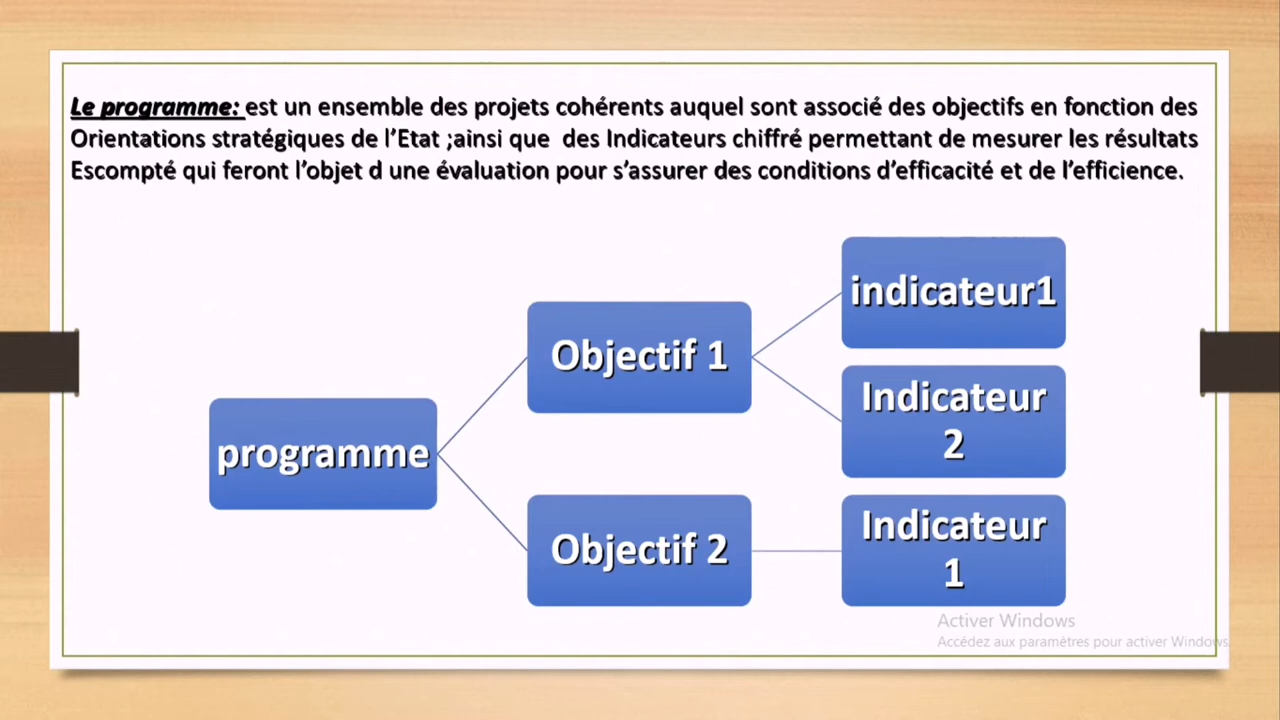 Le programme: est un ensemble des projets cohérents auquel sont associé des objectifs en fonction des
Orientations stratégiques de l'Etat ;ainsi que des Indicateurs chiffré permettant de mesurer les résultats
Escompté qui feront l'objet d une évaluation pour s'assurer des conditions d'efficacité et de l'efficience.
programme
Objectif 1
indicateur1
Indicateur
2
Objectif 2
Indicateur
1
Activer Windows
Accédez aux paramètres pour activer Windows.